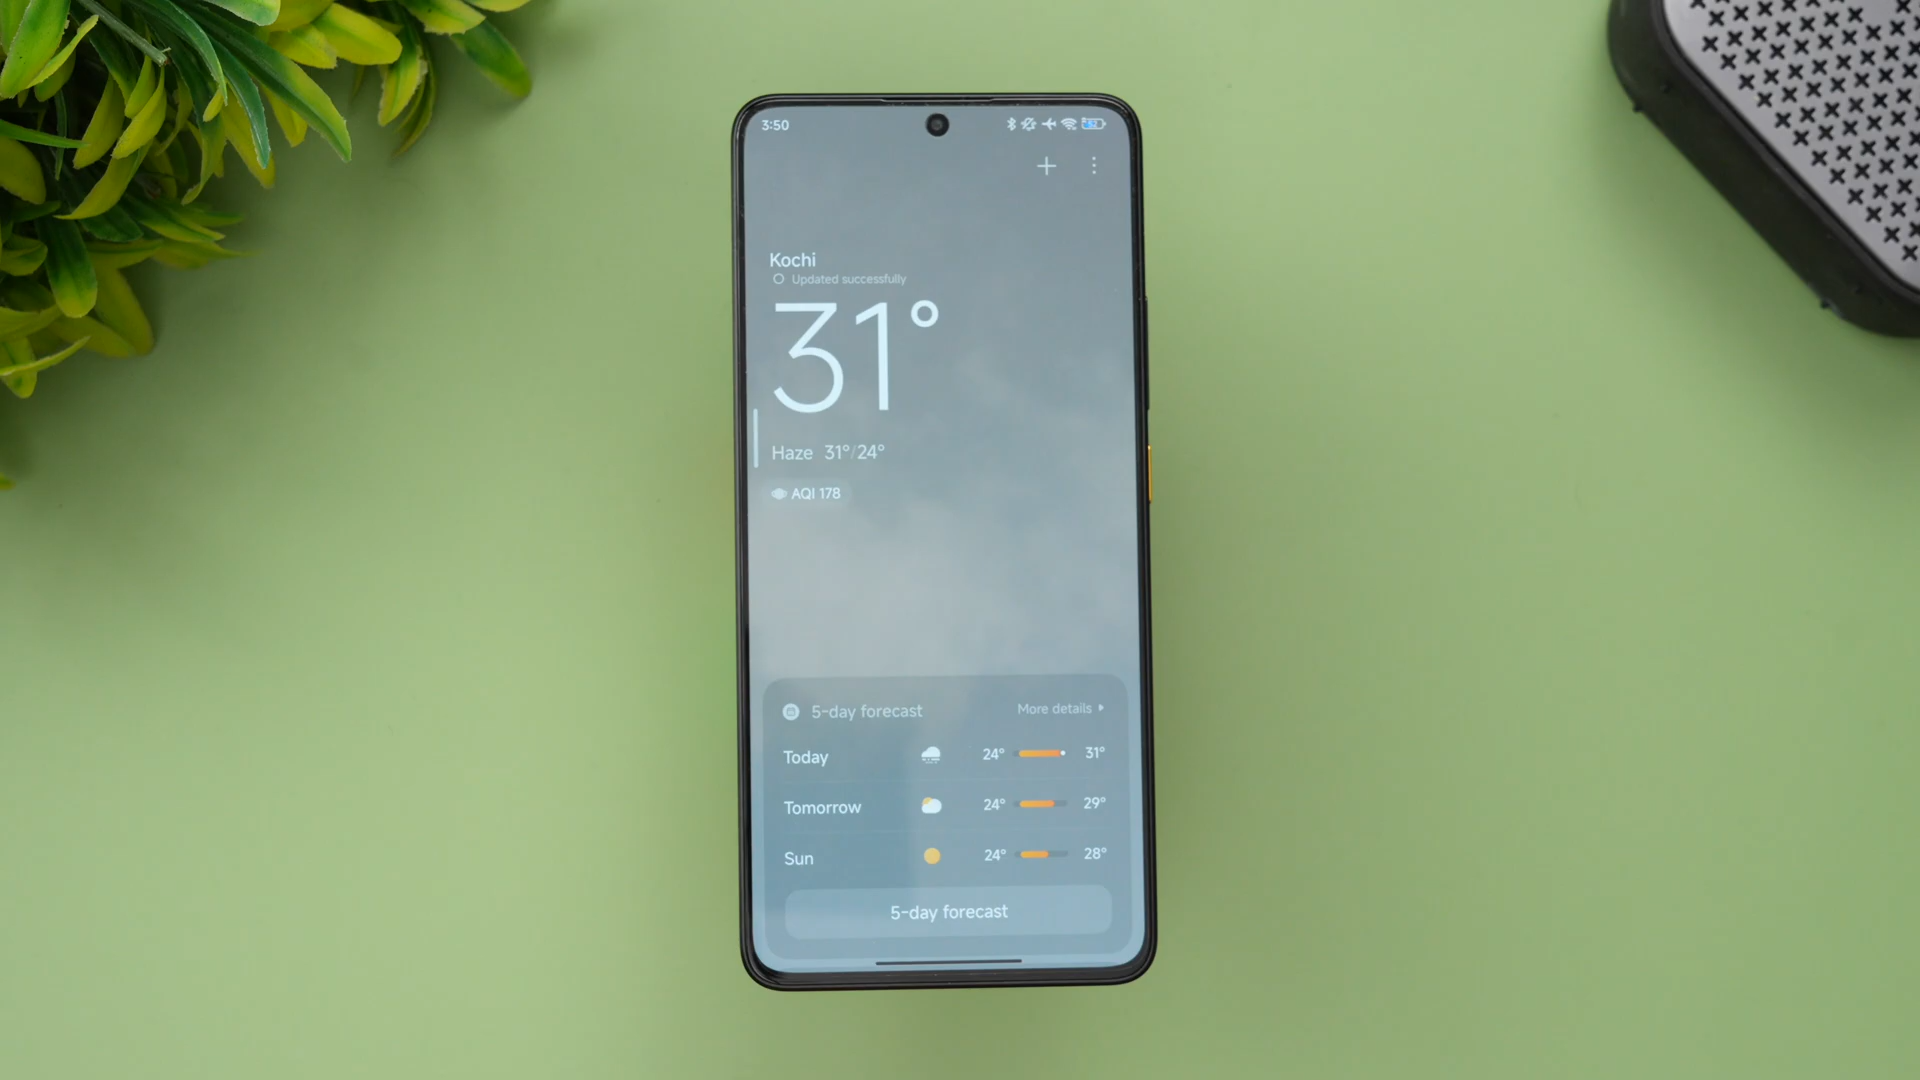 3:50
52
Kochi
Updated successfully
31°
Haze 31°/24°
AQI 178
5-day forecast More details
Today 24° 31°
Tomorrow 24° 29°
Sun 24° 28°
5-day forecast